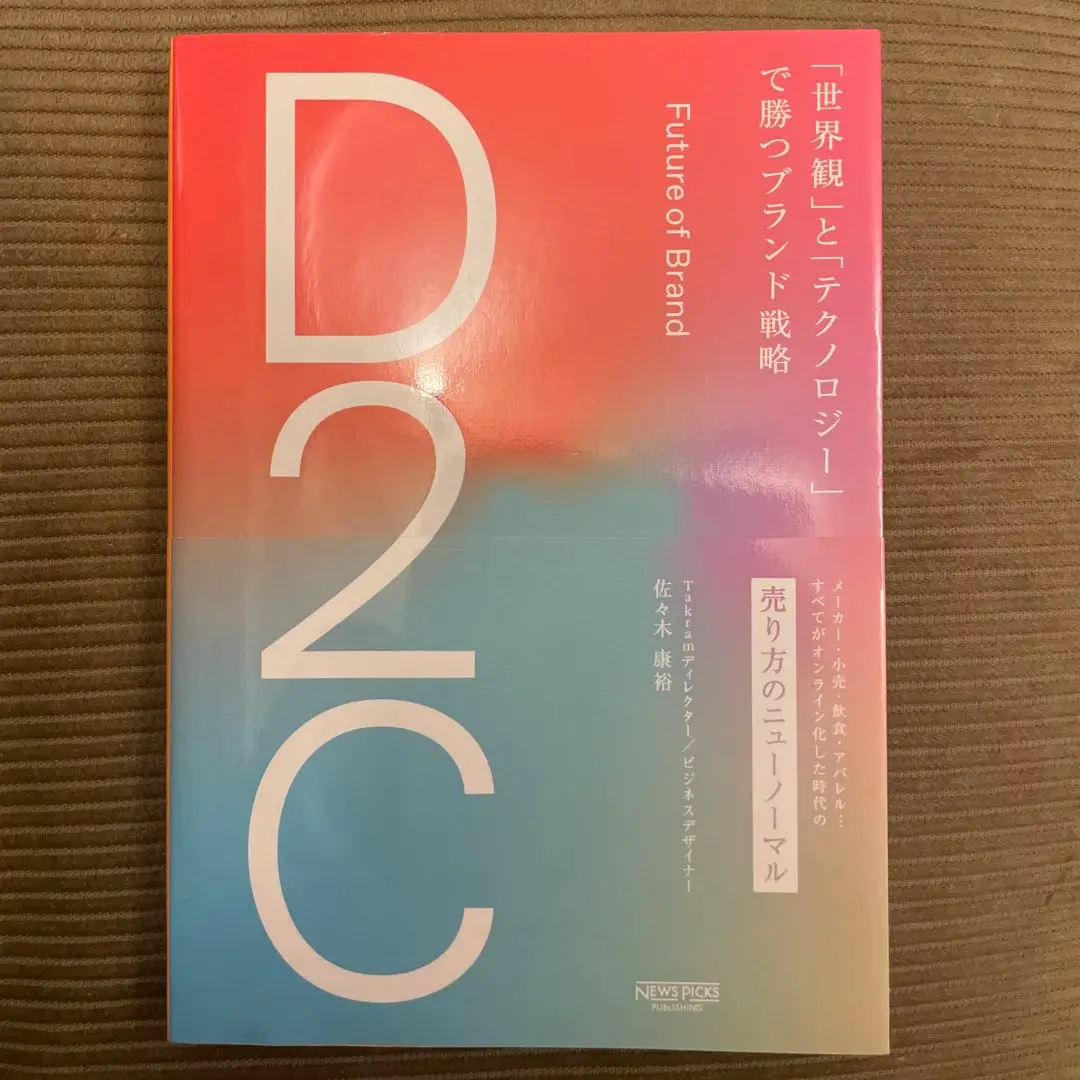 「世界観」と「テクノロジー」
で勝つブランド戦略
Future of Brand
D2C
メーカー・小売・飲食・アパレル…
すべてがオンライン化した時代の
売り方のニューノーマル
Takramディレクター／ビジネスデザイナー
佐々木 康裕
NEWS PICKS
PUBLISHING